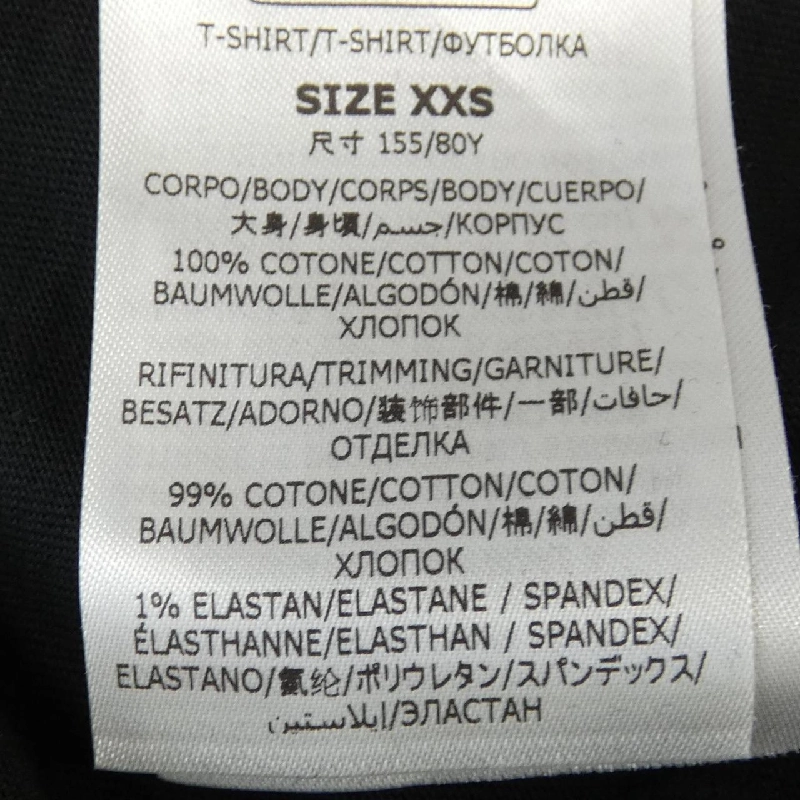 T-SHIRT/T-SHIRT/ФУТБОЛКА
SIZE XXS
尺寸 155/80Y
CORPO/BODY/CORPS/BODY/CUERPO/
大身/身頃/جسم/КОРПУС
100% COTONE/COTTON/COTON/
BAUMWOLLE/ALGODÓN/棉/綿/قطن/
ХЛОПОК
RIFINITURA/TRIMMING/GARNITURE/
BESATZ/ADORNO/装饰部件/一部/حافات/
ОТДЕЛКА
99% COTONE/COTTON/COTON/
BAUMWOLLE/ALGODÓN/棉/綿/قطن/
ХЛОПОК
1% ELASTAN/ELASTANE / SPANDEX/
ÉLASTHANNE/ELASTHAN / SPANDEX/
ELASTANO/氨纶/ポリウレタン/スパンデックス/
إيلاستين/ЭЛАСТАН